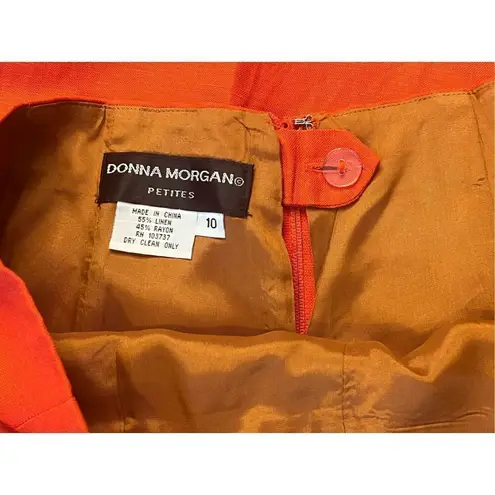 DONNA MORGAN©
PETITES
MADE IN CHINA
55% LINEN
45% RAYON
RN 103737
DRY CLEAN ONLY
10